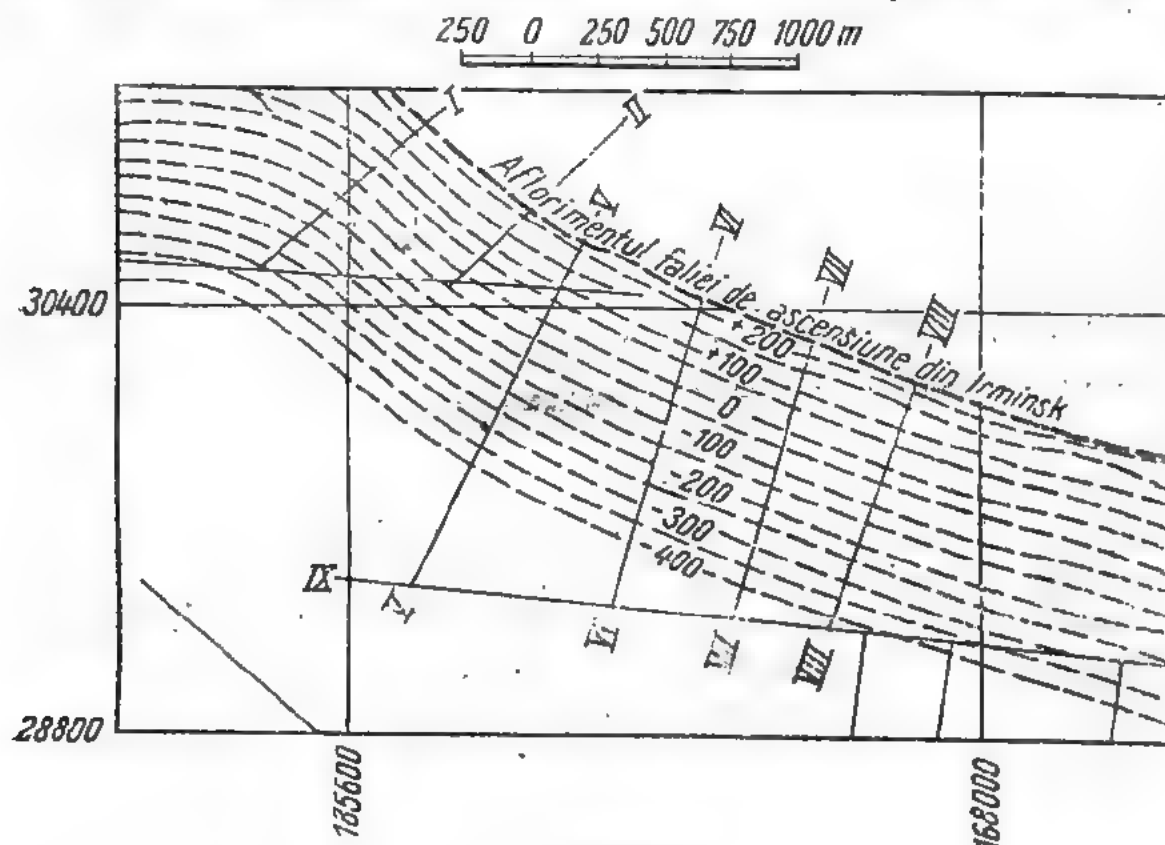 250 0 250 500 750 1000 m
I
II
V
VI
VII
VIII
Aflorimentul faliei de ascensiune din Irminsk
30400
+200
+100
0
-100
-200
300
-400
IX
V
VI
VII
VIII
28800
185600
168000